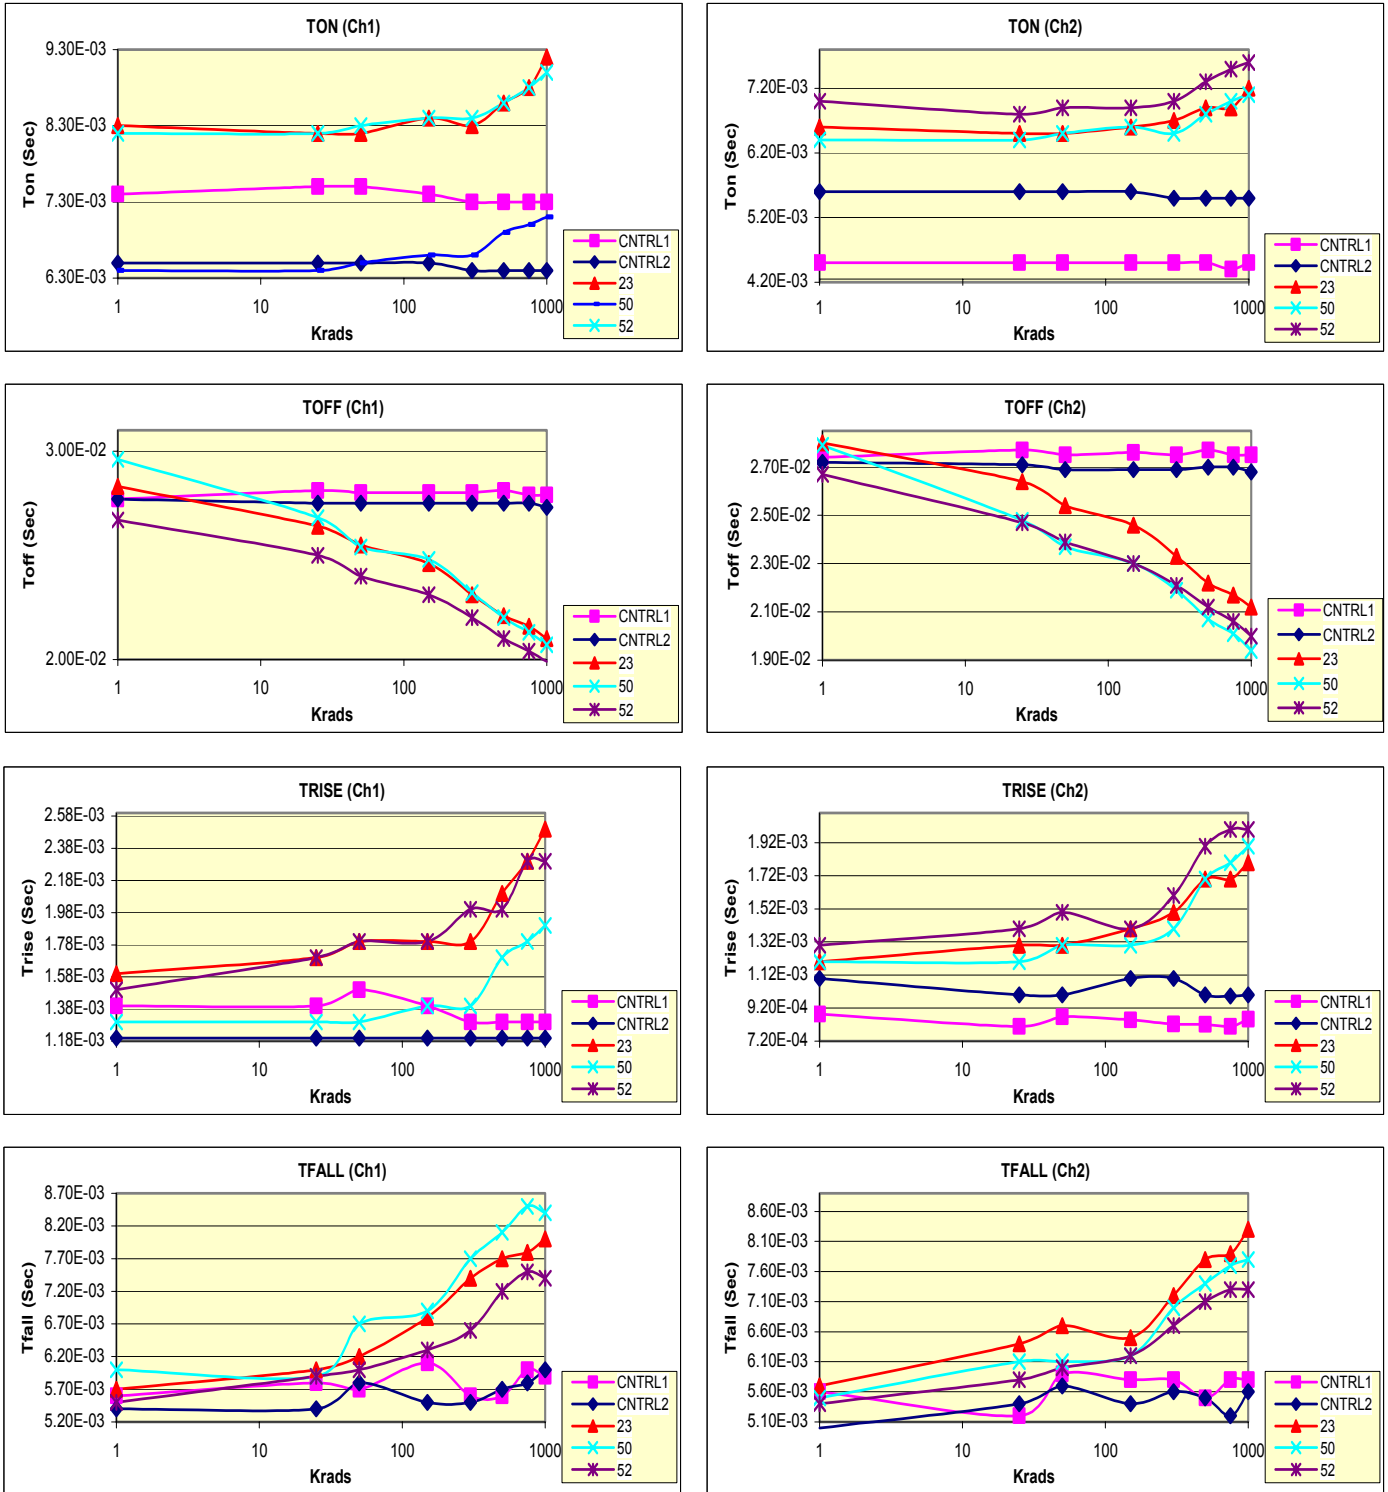 TON (Ch1)
9.30E-03
8.30E-03
7.30E-03
6.30E-03
Ton (Sec)
1 10 100 1000
Krads
CNTRL1
CNTRL2
23
50
52
TON (Ch2)
7.20E-03
6.20E-03
5.20E-03
4.20E-03
Ton (Sec)
1 10 100 1000
Krads
CNTRL1
CNTRL2
23
50
52
TOFF (Ch1)
3.00E-02
2.00E-02
Toff (Sec)
1 10 100 1000
Krads
CNTRL1
CNTRL2
23
50
52
TOFF (Ch2)
2.70E-02
2.50E-02
2.30E-02
2.10E-02
1.90E-02
Toff (Sec)
1 10 100 1000
Krads
CNTRL1
CNTRL2
23
50
52
TRISE (Ch1)
2.58E-03
2.38E-03
2.18E-03
1.98E-03
1.78E-03
1.58E-03
1.38E-03
1.18E-03
Trise (Sec)
1 10 100 1000
Krads
CNTRL1
CNTRL2
23
50
52
TRISE (Ch2)
1.92E-03
1.72E-03
1.52E-03
1.32E-03
1.12E-03
9.20E-04
7.20E-04
Trise (Sec)
1 10 100 1000
Krads
CNTRL1
CNTRL2
23
50
52
TFALL (Ch1)
8.70E-03
8.20E-03
7.70E-03
7.20E-03
6.70E-03
6.20E-03
5.70E-03
5.20E-03
Tfall (Sec)
1 10 100 1000
Krads
CNTRL1
CNTRL2
23
50
52
TFALL (Ch2)
8.60E-03
8.10E-03
7.60E-03
7.10E-03
6.60E-03
6.10E-03
5.60E-03
5.10E-03
Tfall (Sec)
1 10 100 1000
Krads
CNTRL1
CNTRL2
23
50
52